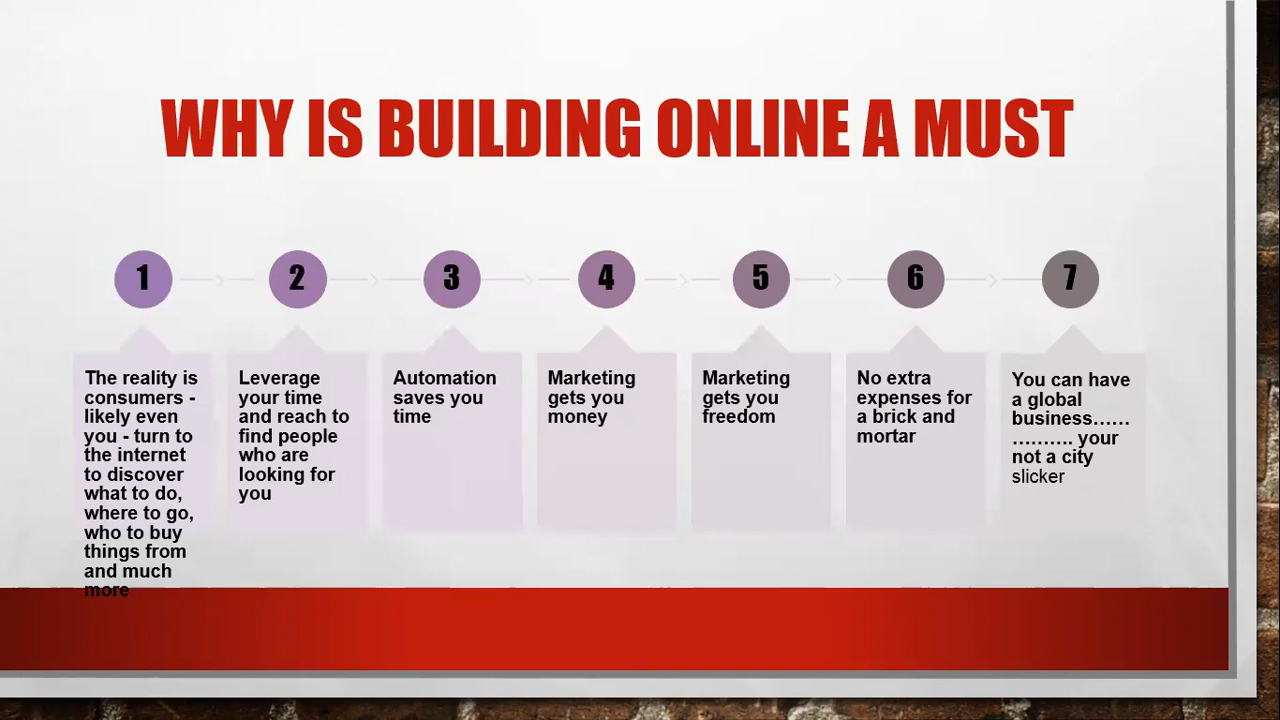 WHY IS BUILDING ONLINE A MUST
1
The reality is
consumers -
likely even
you - turn to
the internet
to discover
what to do,
where to go,
who to buy
things from
and much
more
2
Leverage
your time
and reach to
find people
who are
looking for
you
3
Automation
saves you
time
4
Marketing
gets you
money
5
Marketing
gets you
freedom
6
No extra
expenses for
a brick and
mortar
7
You can have
a global
business......
.......... your
not a city
slicker